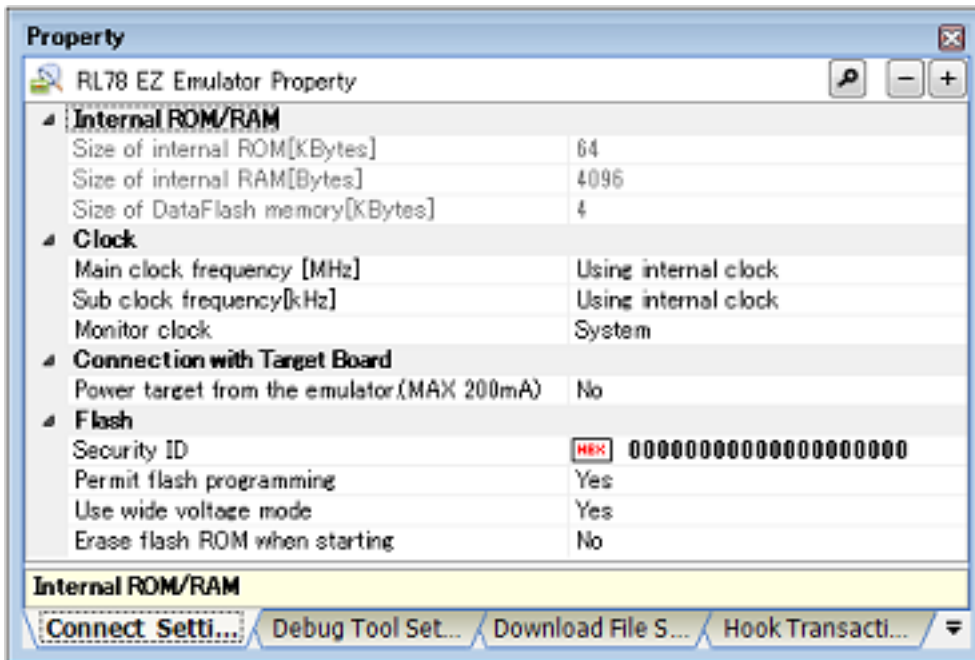 Property
RL78 EZ Emulator Property
Internal ROM/RAM
Size of internal ROM[KBytes] 64
Size of internal RAM[Bytes] 4096
Size of DataFlash memory[KBytes] 4
Clock
Main clock frequency [MHz] Using internal clock
Sub clock frequency[kHz] Using internal clock
Monitor clock System
Connection with Target Board
Power target from the emulator.(MAX 200mA) No
Flash
Security ID HEX 00000000000000000000
Permit flash programming Yes
Use wide voltage mode Yes
Erase flash ROM when starting No
Internal ROM/RAM
Connect Setti... Debug Tool Set... Download File S... Hook Transacti...